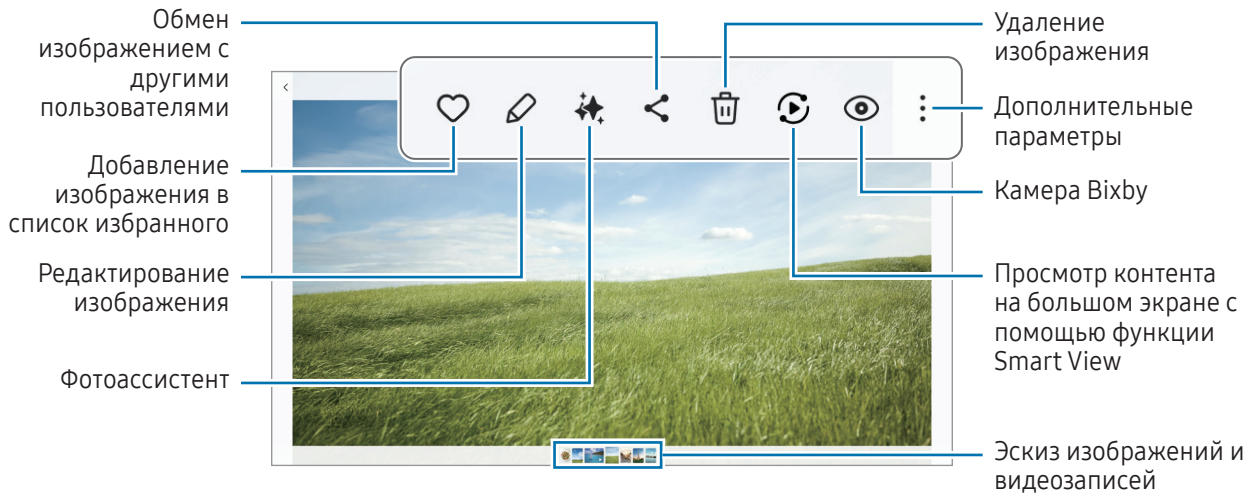 Обмен
изображением с
другими
пользователями
Добавление
изображения в
список избранного
Редактирование
изображения
Фотоассистент
Удаление
изображения
Дополнительные
параметры
Камера Bixby
Просмотр контента
на большом экране с
помощью функции
Smart View
Эскиз изображений и
видеозаписей